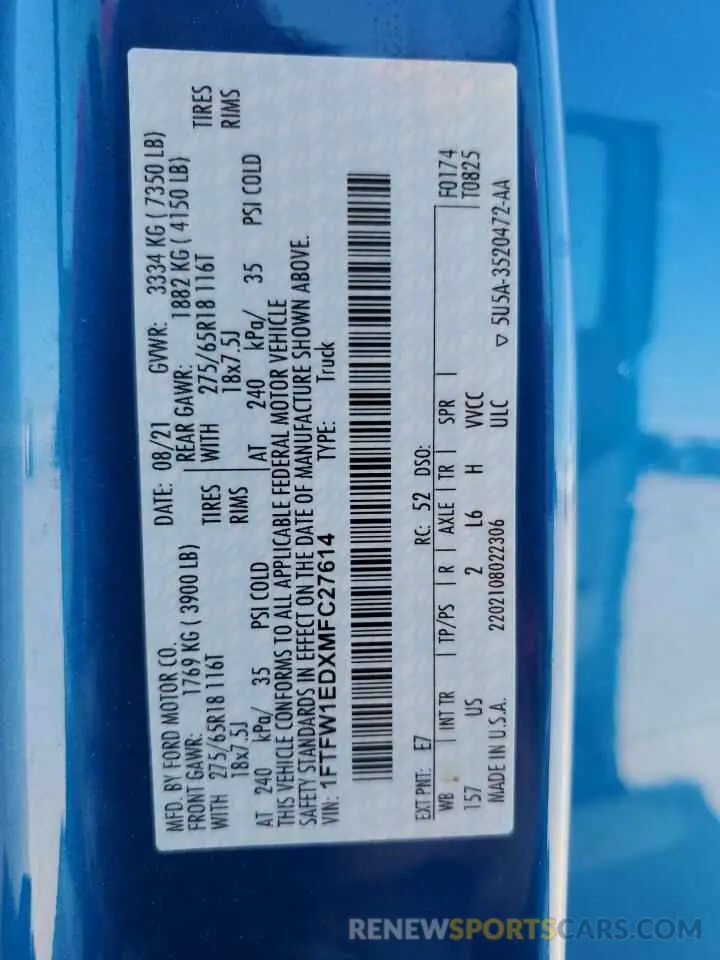 MFD. BY FORD MOTOR CO.
DATE: 08/21 GVWR: 3334 KG ( 7350 LB)
FRONT GAWR: 1769 KG ( 3900 LB) REAR GAWR: 1882 KG ( 4150 LB)
WITH 275/65R18 116T TIRES WITH 275/65R18 116T TIRES
18x7.5J RIMS 18x7.5J RIMS
AT 240 kPa/ 35 PSI COLD AT 240 kPa/ 35 PSI COLD
THIS VEHICLE CONFORMS TO ALL APPLICABLE FEDERAL MOTOR VEHICLE
SAFETY STANDARDS IN EFFECT ON THE DATE OF MANUFACTURE SHOWN ABOVE.
VIN: 1FTFW1EDXMFC27614 TYPE: Truck
EXT PNT: E7 RC: 52 DSO:
WB INT TR TP/PS R AXLE TR SPR F0174
157 US 2 L6 H VVCC T0825
MADE IN U.S.A. 2202108022306 ULC
▽ 5U5A-3520472-AA
RENEWSPORTSCARS.COM